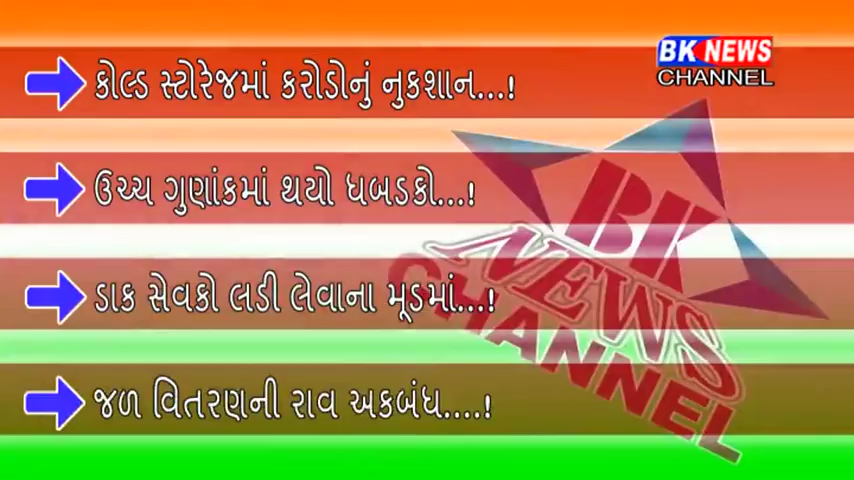 BK NEWS
CHANNEL
કોલ્ડ સ્ટોરેજમાં કરોડોનું નુકશાન...!
ઉચ્ચ ગુણાંકમાં થયો ધબડકો...!
ડાક સેવકો લડી લેવાના મૂડમાં...!
જળ વિતરણની રાવ અકબંધ....!
BK
NEWS
CHANNEL